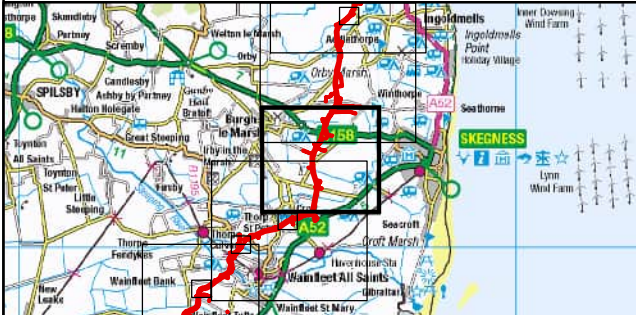 Skendleby
Partney
Scremby
Welton le Marsh
Orby
Ingoldmells
Ingoldmells
Point
Holiday Village
Inner Dowsing
Wind Farm
Addlethorpe
Orby Marsh
Winthorpe
A52
Seathorne
8
SPILSBY
Candlesby
Ashby by Partney
Gunby
Hall
Bratoft
Halton Holegate
Burgh
le Marsh
Great Steeping
Irby in the
Marsh
58
SKEGNESS
Lynn
Wind Farm
Toynton
All Saints
Toynton
St Peter
11
Firsby
Little
Steeping
Thorpe
St Peter
A52
Seacroft
Croft Marsh
Thorpe
Fendykes
Havenhouse Sta
Wainfleet Bank
Wainfleet All Saints
Gibraltar
New
Leake
Wainfleet St Mary